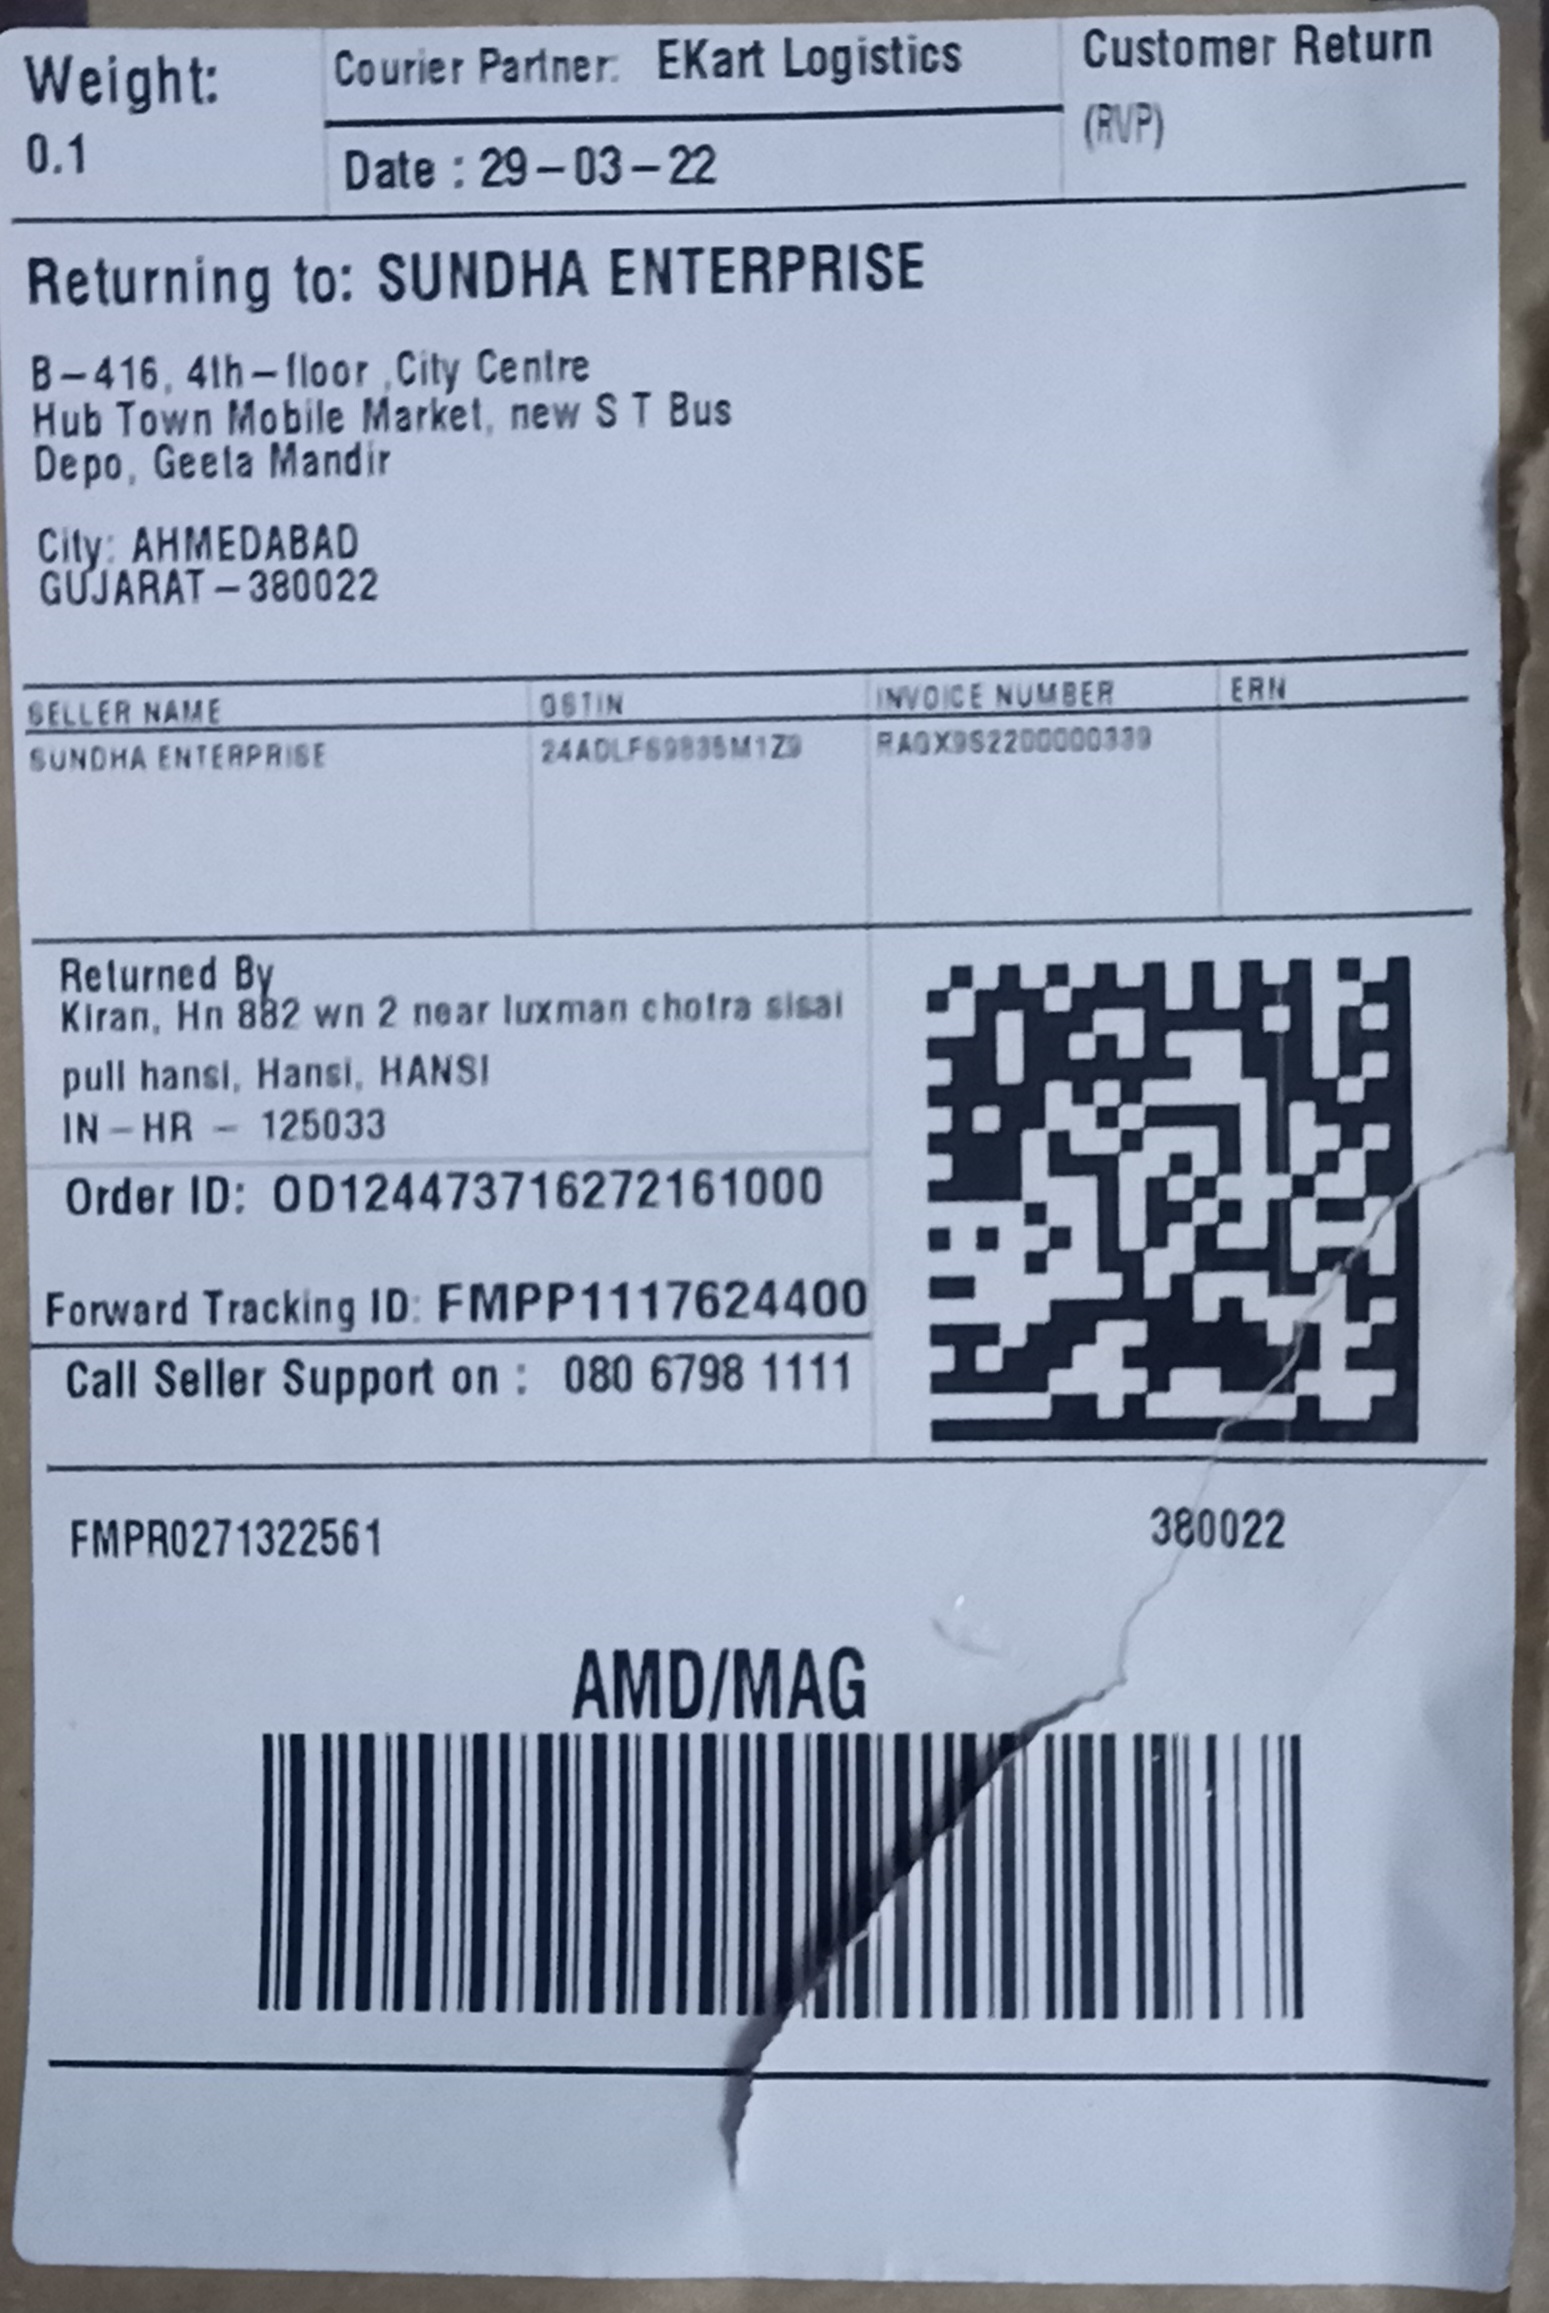 Weight:
0.1
Courier Partner: EKart Logistics
Date : 29-03-22
Customer Return
(RVP)
Returning to: SUNDHA ENTERPRISE
B-416, 4th-floor ,City Centre
Hub Town Mobile Market, new S T Bus
Depo, Geeta Mandir
City: AHMEDABAD
GUJARAT-380022
SELLER NAME GSTIN INVOICE NUMBER ERN
SUNDHA ENTERPRISE
Returned By
Kiran, Hn 882 wn 2 near luxman chotra sisai
pull hansi, Hansi, HANSI
IN-HR - 125033
Order ID: OD124473716272161000
Forward Tracking ID: FMPP1117624400
Call Seller Support on : 080 6798 1111
FMPR0271322561
380022
AMD/MAG